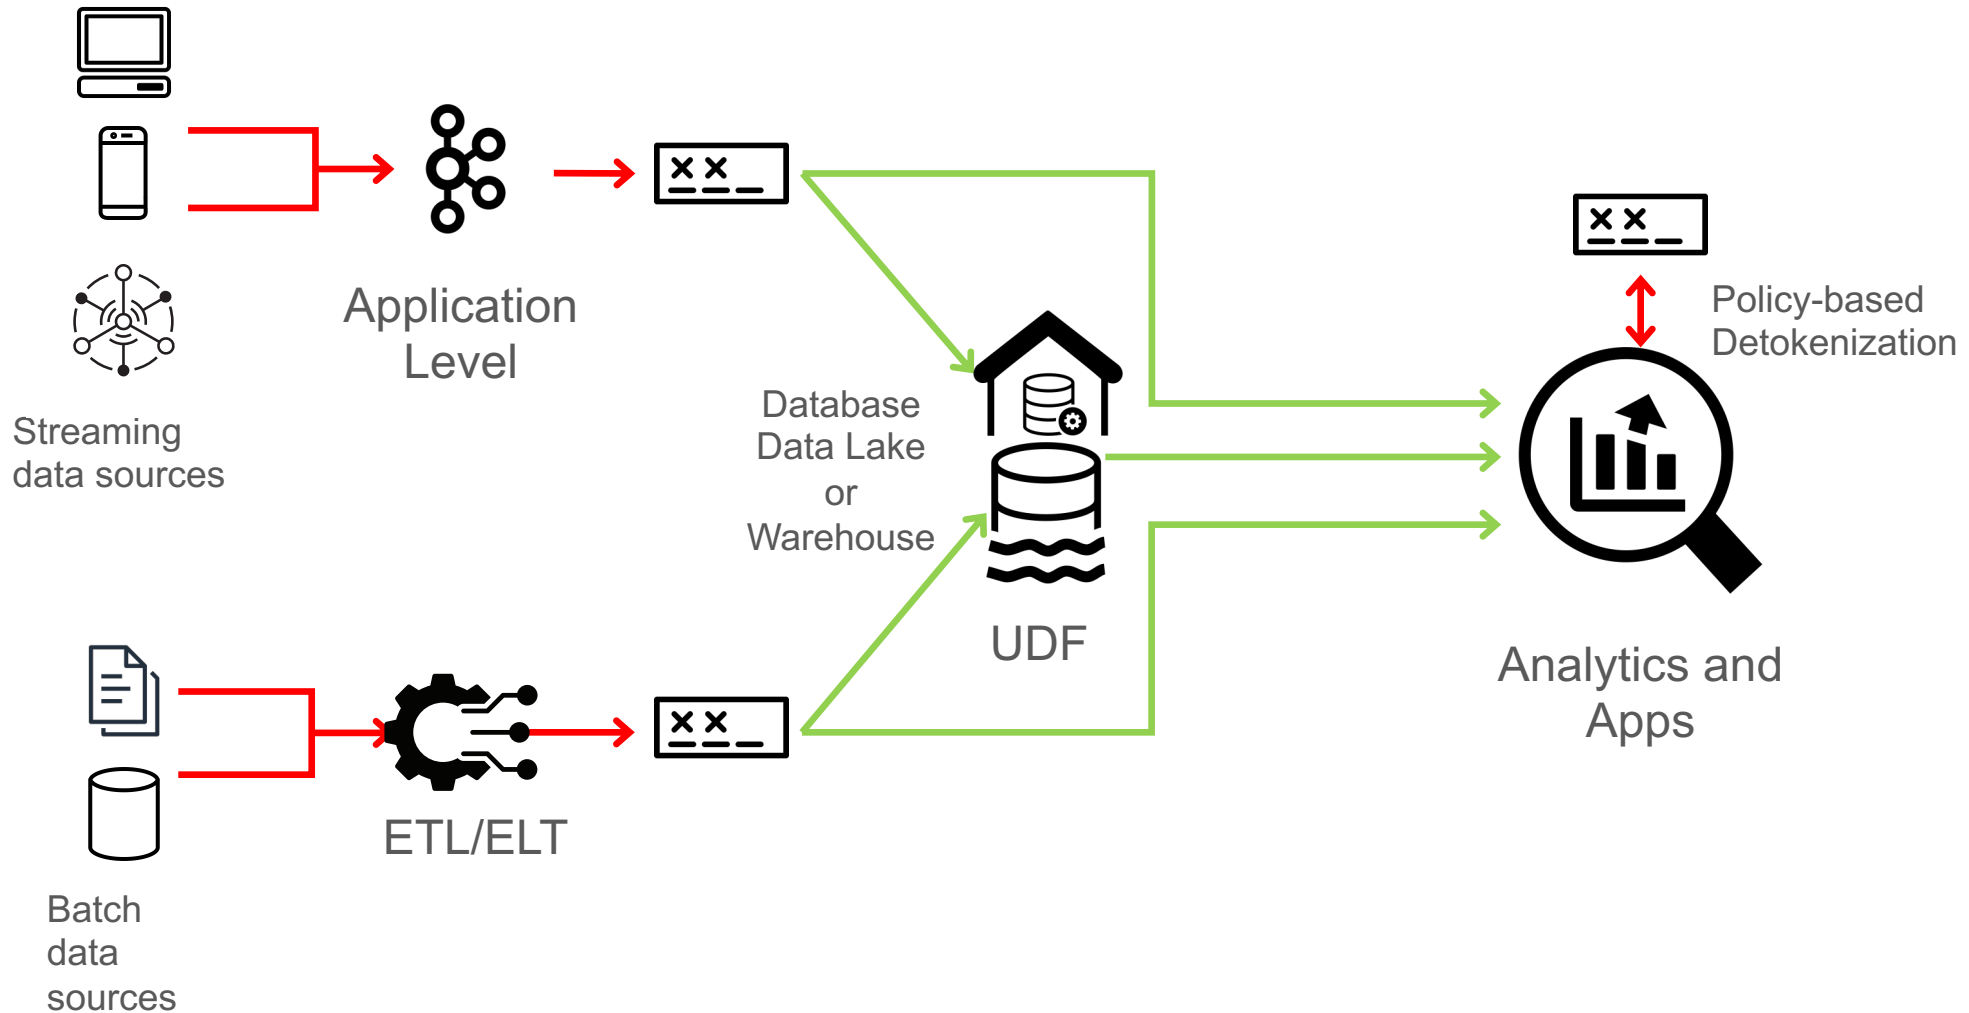 Application
Level
Streaming
data sources
Policy-based
Detokenization
Database
Data Lake
or
Warehouse
UDF
Analytics and
Apps
ETL/ELT
Batch
data
sources